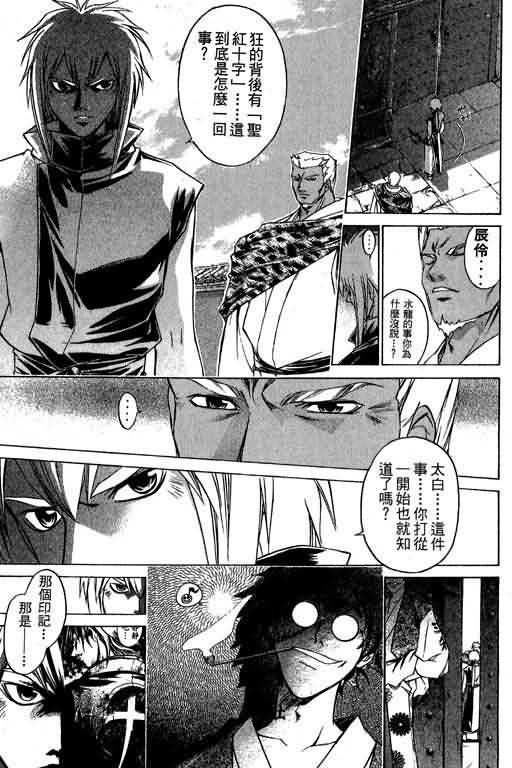 辰伶…
水龍的事你為
什麼沒說…？
…
狂的背後有「聖
紅十字」……這
到底是怎麼一回
事？
太白……這件
事…你打從
一開始也就知
道了嗎？
…
那個印記…
那是——